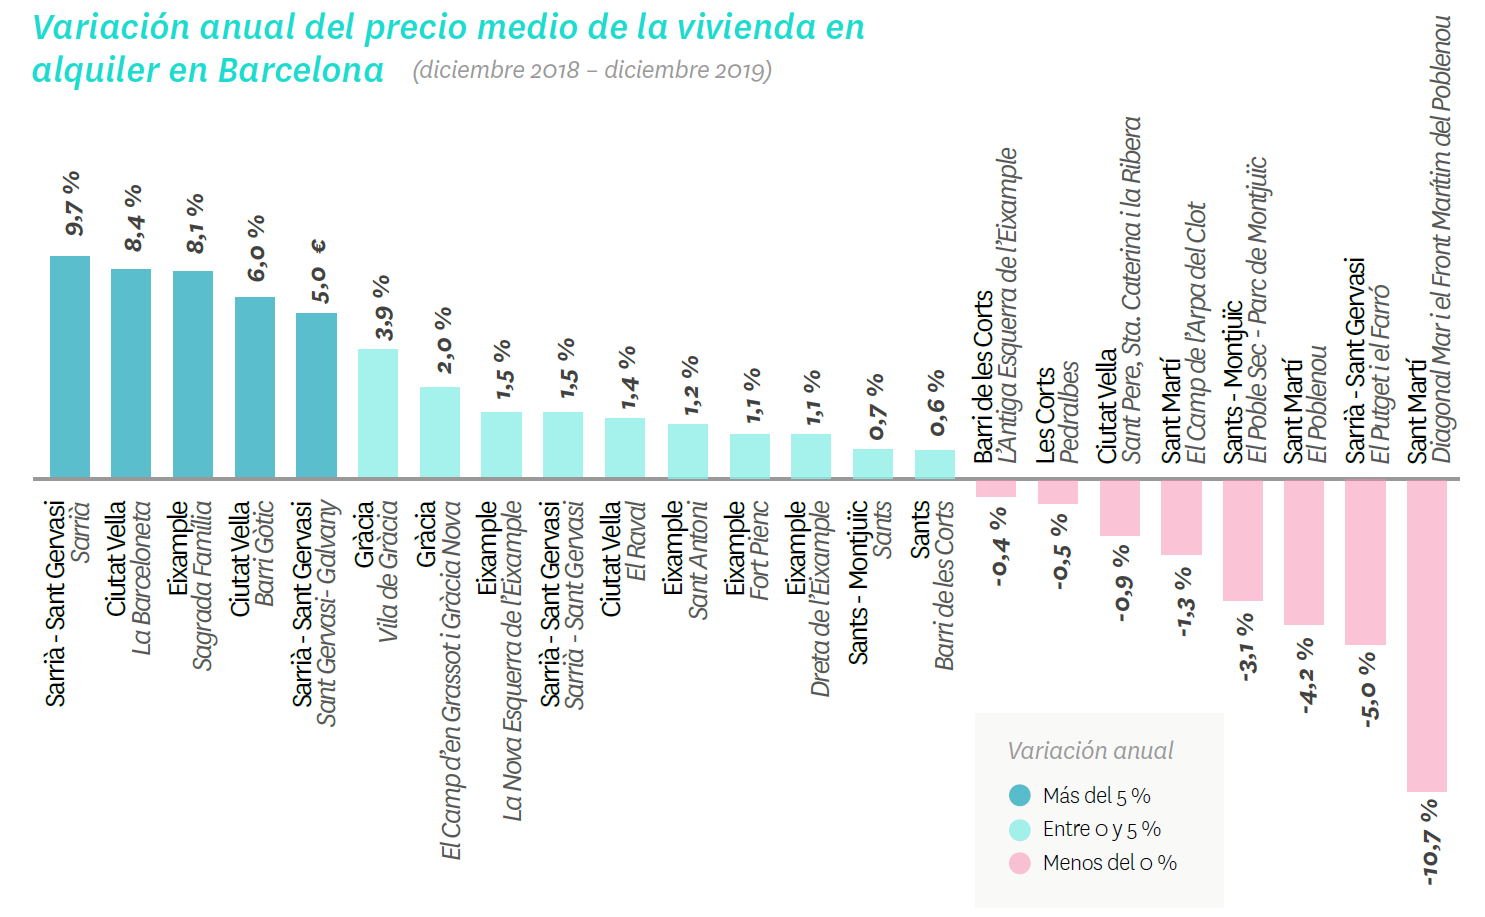 Variación anual del precio medio de la vivienda en
alquiler en Barcelona (diciembre 2018 – diciembre 2019)
9,7 %
Sarrià - Sant Gervasi
Sarrià
8,4 %
Ciutat Vella
La Barceloneta
8,1 %
Eixample
Sagrada Família
6,0 %
Ciutat Vella
Barri Gòtic
5,0 €
Sarrià - Sant Gervasi
Sant Gervasi- Galvany
3,9 %
Gràcia
Vila de Gràcia
2,0 %
Gràcia
El Camp d'en Grassot i Gràcia Nova
1,5 %
Eixample
La Nova Esquerra de l'Eixample
1,5 %
Sarrià - Sant Gervasi
Sarrià - Sant Gervasi
1,4 %
Ciutat Vella
El Raval
1,2 %
Eixample
Sant Antoni
1,1 %
Eixample
Fort Pienc
1,1 %
Eixample
Dreta de l'Eixample
0,7 %
Sants - Montjuïc
Sants
0,6 %
Sants
Barri de les Corts
Barri de les Corts
L'Antiga Esquerra de l'Eixample
-0,4 %
Les Corts
Pedralbes
-0,5 %
Ciutat Vella
Sant Pere, Sta. Caterina i la Ribera
-0,9 %
Sant Martí
El Camp de l'Arpa del Clot
-1,3 %
Sants - Montjuïc
El Poble Sec - Parc de Montjuïc
-3,1 %
Sant Martí
El Poblenou
-4,2 %
Sarrià - Sant Gervasi
El Putget i el Farró
-5,0 %
Sant Martí
Diagonal Mar i el Front Marítim del Poblenou
-10,7 %
Variación anual
Más del 5 %
Entre 0 y 5 %
Menos del 0 %